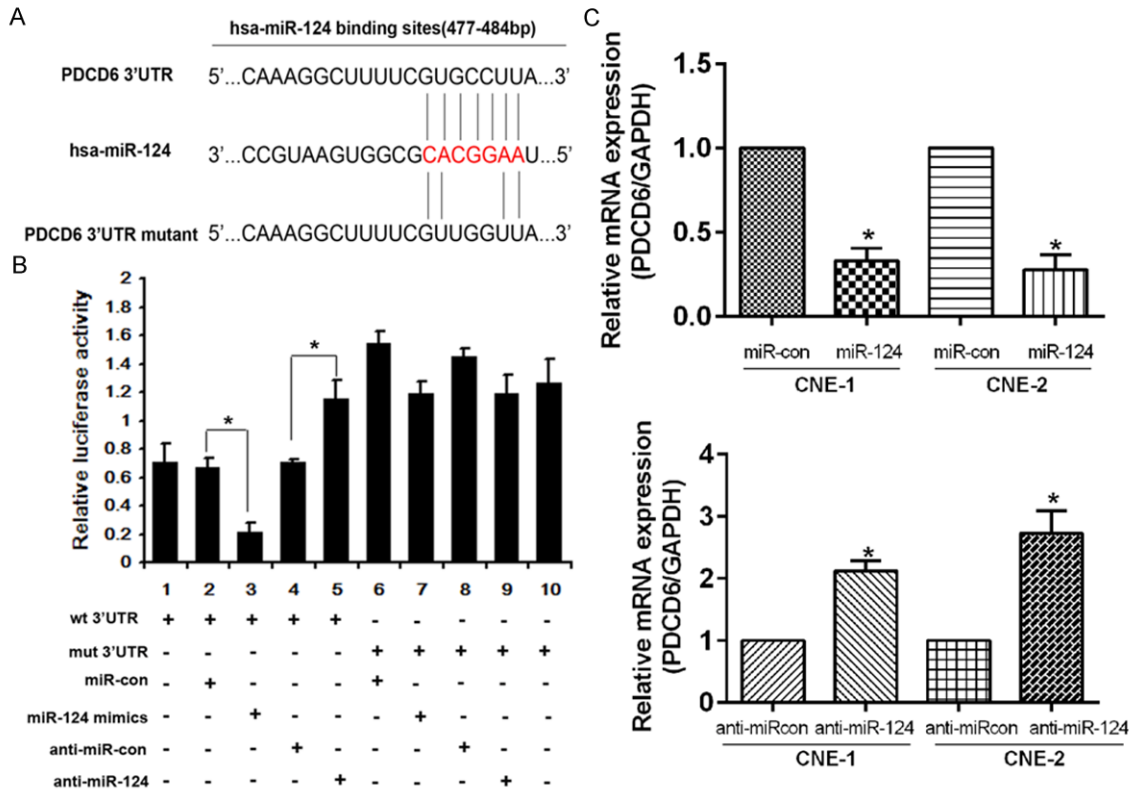 A
hsa-miR-124 binding sites(477-484bp)
PDCD6 3'UTR 5'...CAAAGGCUUUUCGUGCCUUA...3'
hsa-miR-124 3'...CCGUAAGUGGCGCACGGAAU...5'
PDCD6 3'UTR mutant 5'...CAAAGGCUUUUCGUUGGUUA...3'
B
Relative luciferase activity
2
1.8
1.6
1.4
1.2
1
0.8
0.6
0.4
0.2
0
*
*
1 2 3 4 5 6 7 8 9 10
wt 3'UTR + + + + + - - - - -
mut 3'UTR - - - - - + + + + +
miR-con - + - - - + - - - -
miR-124 mimics - - + - - - + - - -
anti-miR-con - - - + - - - + - -
anti-miR-124 - - - - + - - - + -
C
Relative mRNA expression
(PDCD6/GAPDH)
1.5
1.0
0.5
0.0
*
*
miR-con miR-124 miR-con miR-124
CNE-1 CNE-2
Relative mRNA expression
(PDCD6/GAPDH)
4
3
2
1
0
*
*
anti-miRcon anti-miR-124 anti-miRcon anti-miR-124
CNE-1 CNE-2